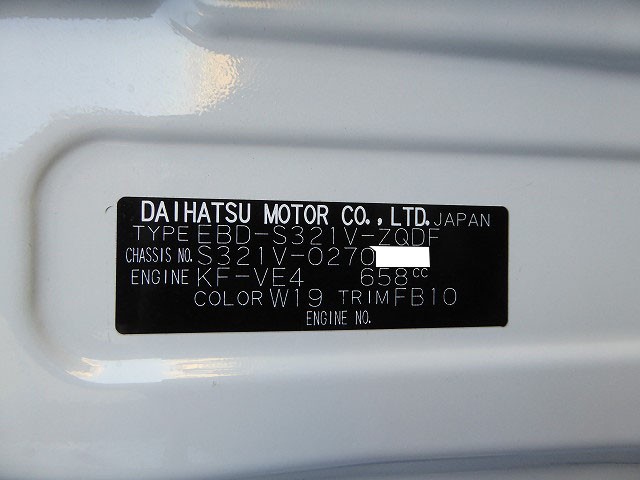 DAIHATSU MOTOR CO.,LTD. JAPAN
TYPE EBD-S321V-ZQDF
CHASSIS NO. S321V-0270
ENGINE KF-VE4 658cc
COLOR W19 TRIM FB10
ENGINE NO.